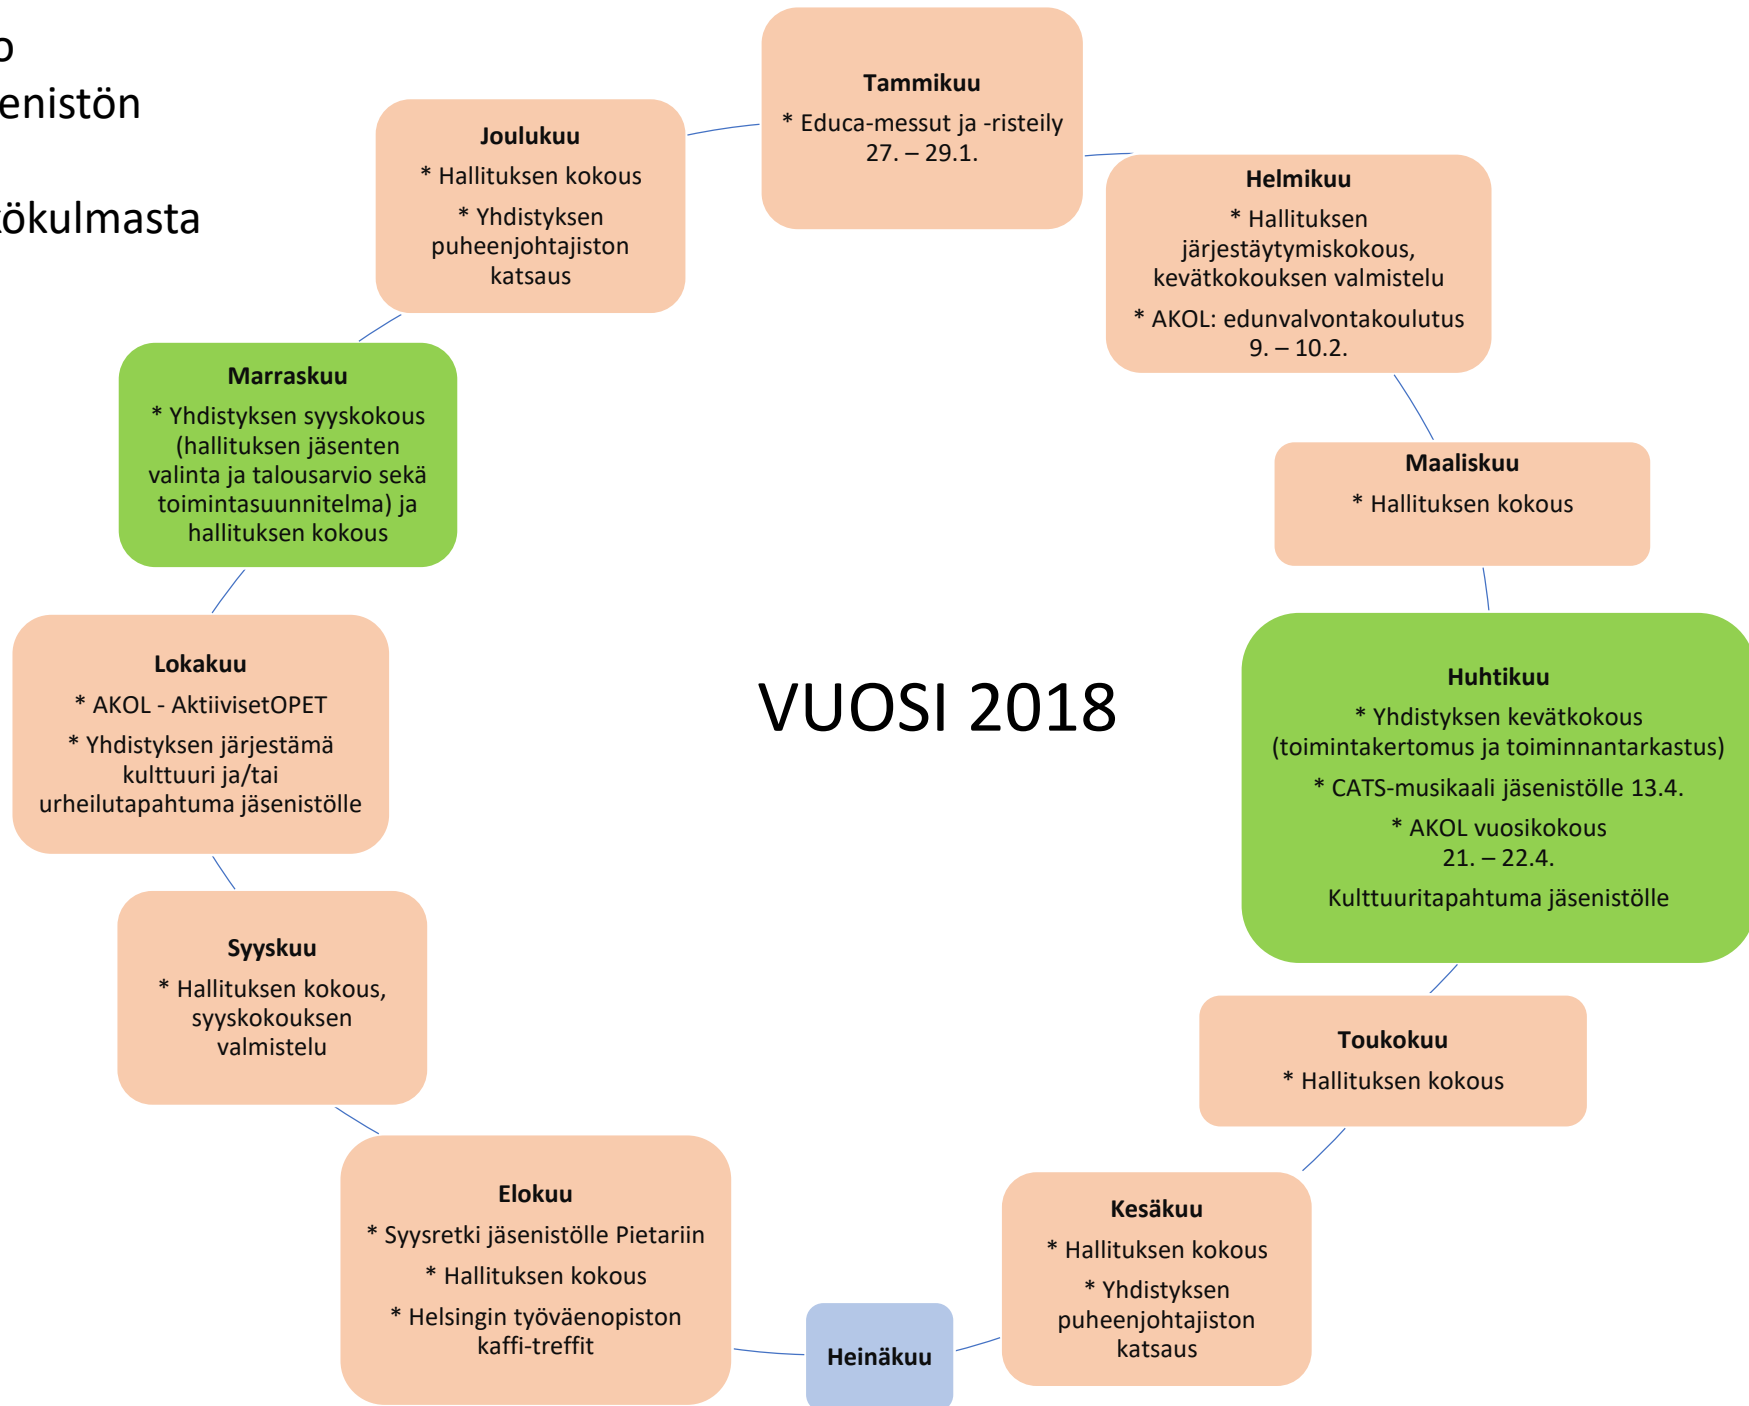 enistön
kökulmasta
Tammikuu
* Educa-messut ja -risteily
27. – 29.1.
Helmikuu
* Hallituksen
järjestäytymiskokous,
kevätkokouksen valmistelu
* AKOL: edunvalvontakoulutus
9. – 10.2.
Maaliskuu
* Hallituksen kokous
Huhtikuu
* Yhdistyksen kevätkokous
(toimintakertomus ja toiminnantarkastus)
* CATS-musikaali jäsenistölle 13.4.
* AKOL vuosikokous
21. – 22.4.
Kulttuuritapahtuma jäsenistölle
Toukokuu
* Hallituksen kokous
Kesäkuu
* Hallituksen kokous
* Yhdistyksen
puheenjohtajiston
katsaus
Heinäkuu
Elokuu
* Syysretki jäsenistölle Pietariin
* Hallituksen kokous
* Helsingin työväenopiston
kaffi-treffit
Syyskuu
* Hallituksen kokous,
syyskokouksen
valmistelu
Lokakuu
* AKOL - AktiivisetOPET
* Yhdistyksen järjestämä
kulttuuri ja/tai
urheilutapahtuma jäsenistölle
Marraskuu
* Yhdistyksen syyskokous
(hallituksen jäsenten
valinta ja talousarvio sekä
toimintasuunnitelma) ja
hallituksen kokous
Joulukuu
* Hallituksen kokous
* Yhdistyksen
puheenjohtajiston
katsaus
VUOSI 2018